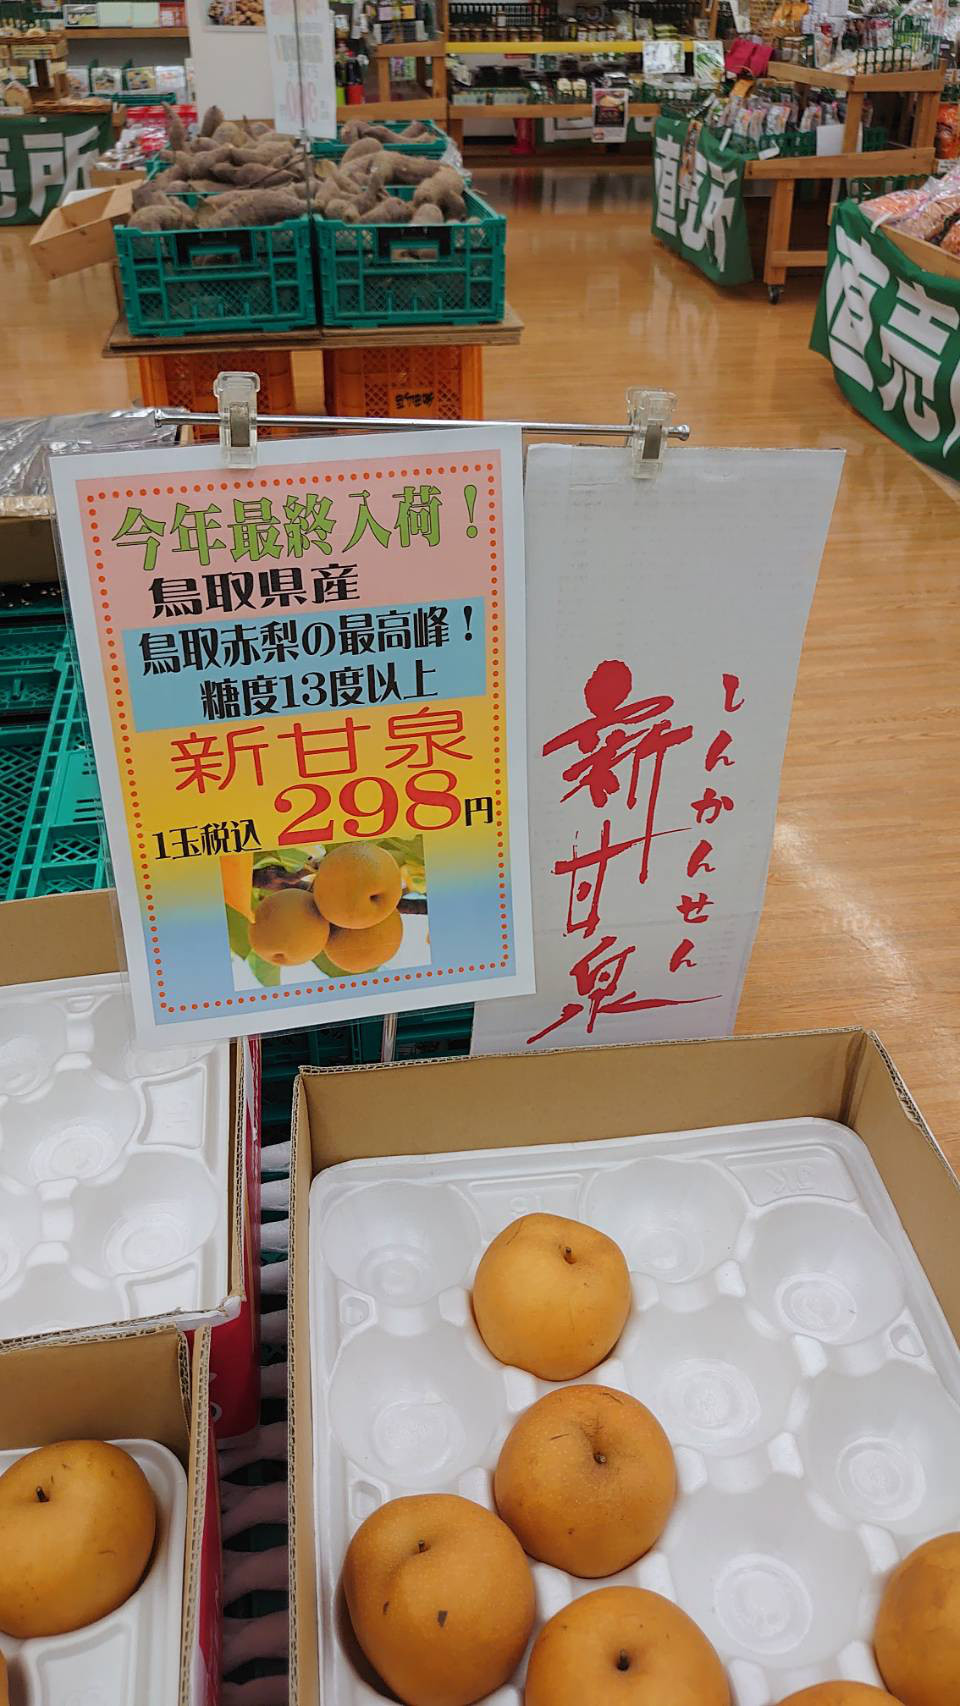 今年最終入荷！
鳥取県産
鳥取赤梨の最高峰！
糖度13度以上
新甘泉
1玉税込 298円
しんかんせん
新甘泉
売所
直売所
直売